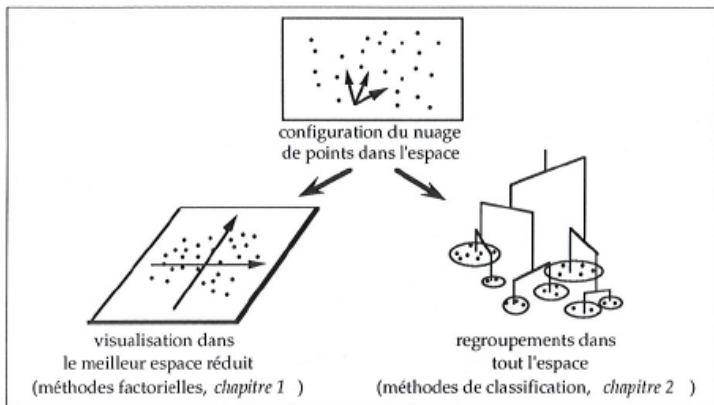 configuration du nuage
de points dans l'espace
visualisation dans
le meilleur espace réduit
(méthodes factorielles, chapitre 1 )
regroupements dans
tout l'espace
(méthodes de classification, chapitre 2 )